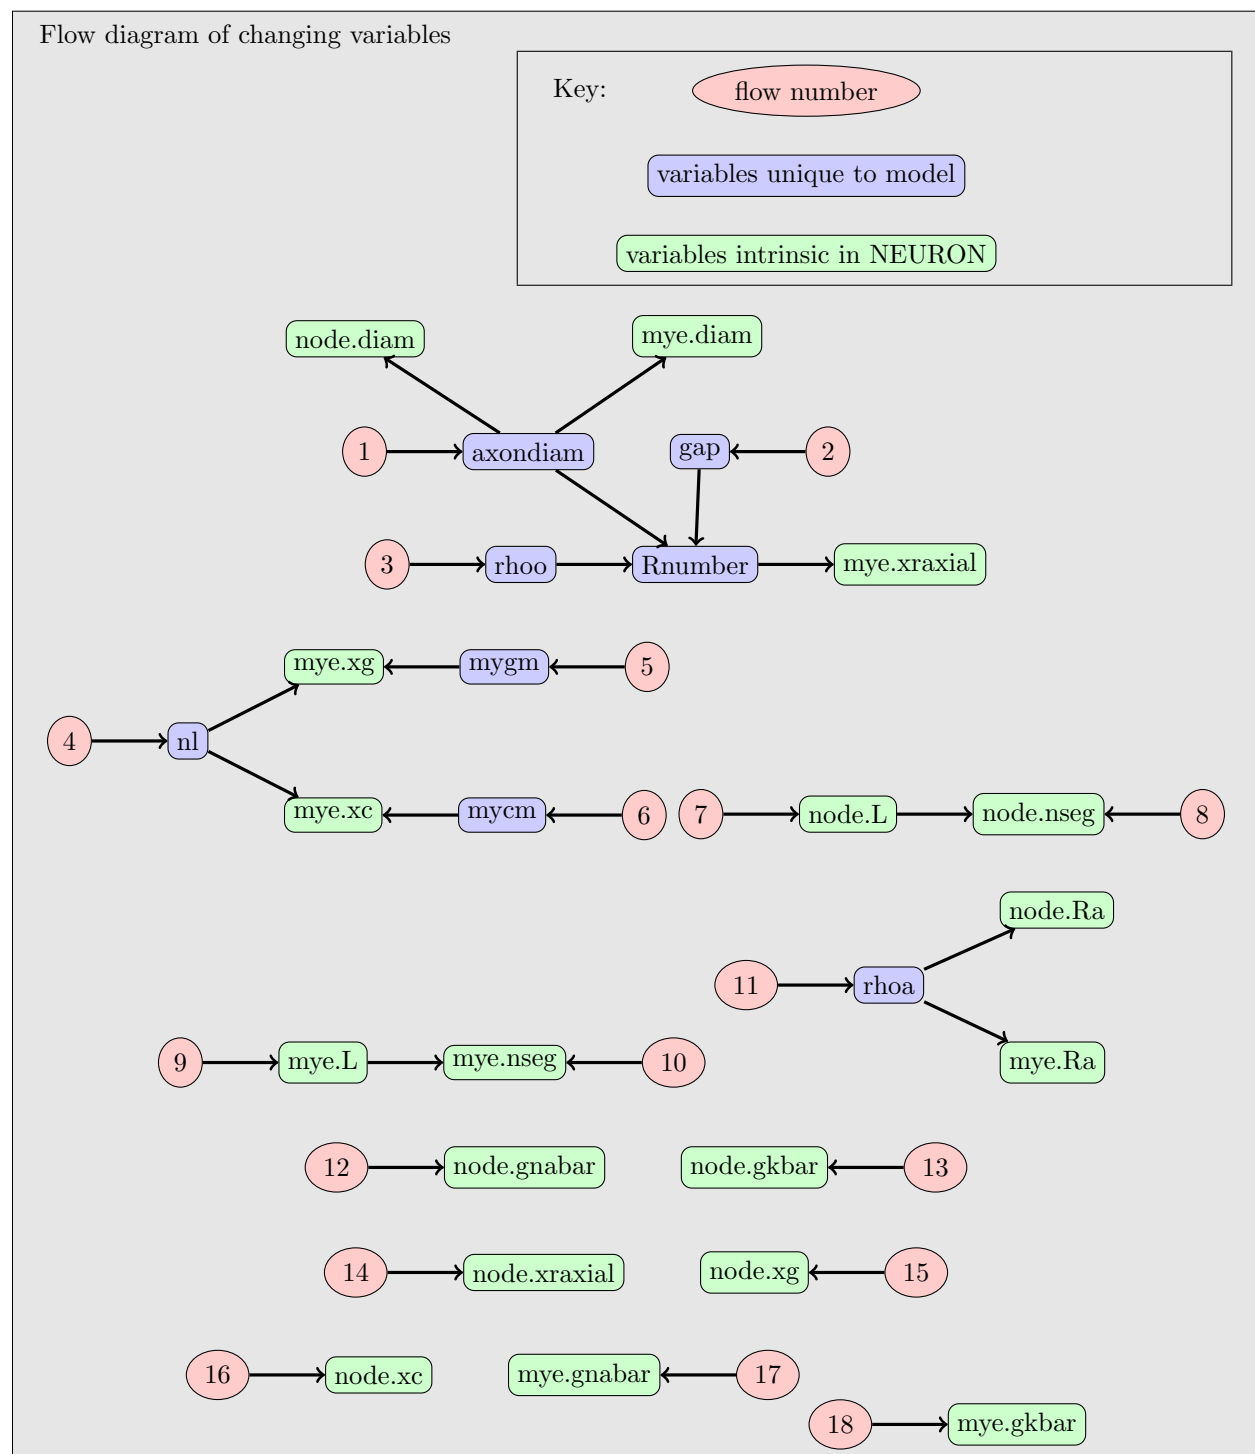 Flow diagram of changing variables
Key:
flow number
variables unique to model
variables intrinsic in NEURON
node.diam
mye.diam
1
axondiam
gap
2
3
rhoo
Rnumber
mye.xraxial
mye.xg
mygm
5
4
nl
mye.xc
mycm
6
7
node.L
node.nseg
8
node.Ra
11
rhoa
9
mye.L
mye.nseg
10
mye.Ra
12
node.gnabar
node.gkbar
13
14
node.xraxial
node.xg
15
16
node.xc
mye.gnabar
17
18
mye.gkbar